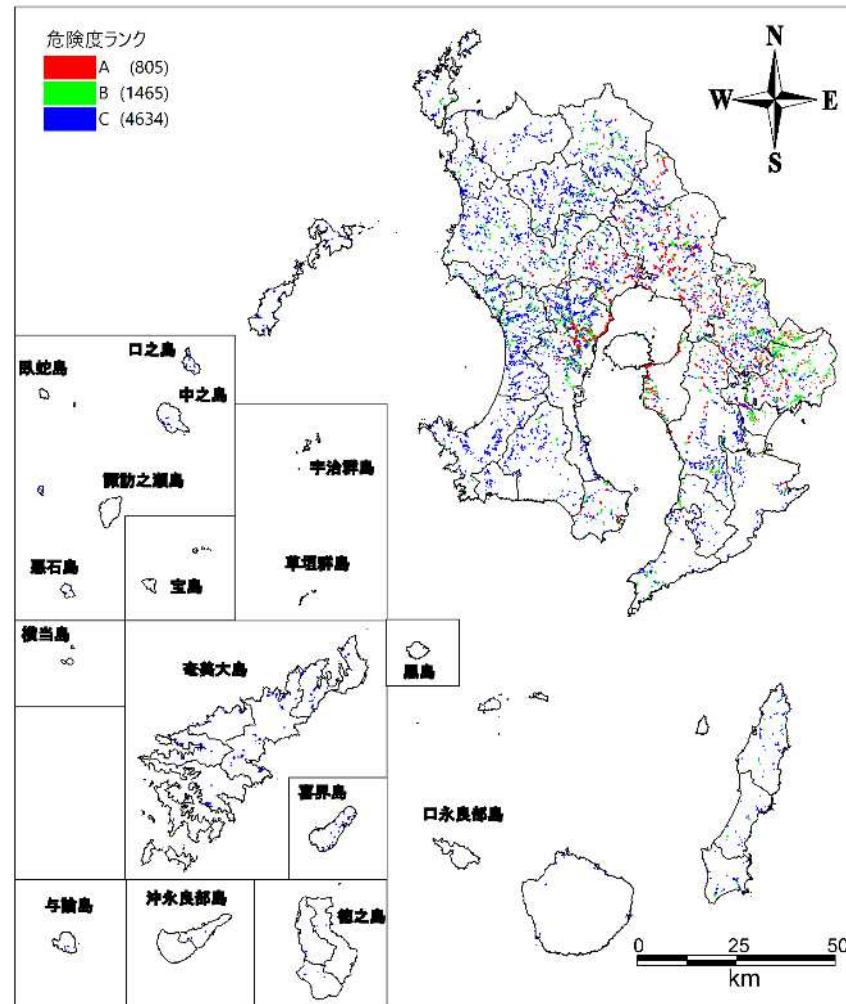 危険度ランク
A (805)
B (1465)
C (4634)
N
W E
S
口之島
臥蛇島
中之島
宇治群島
諏訪之瀬島
悪石島
宝島
草垣群島
横当島
奄美大島
黒島
喜界島
口永良部島
与論島
沖永良部島
徳之島
0 25 50
km